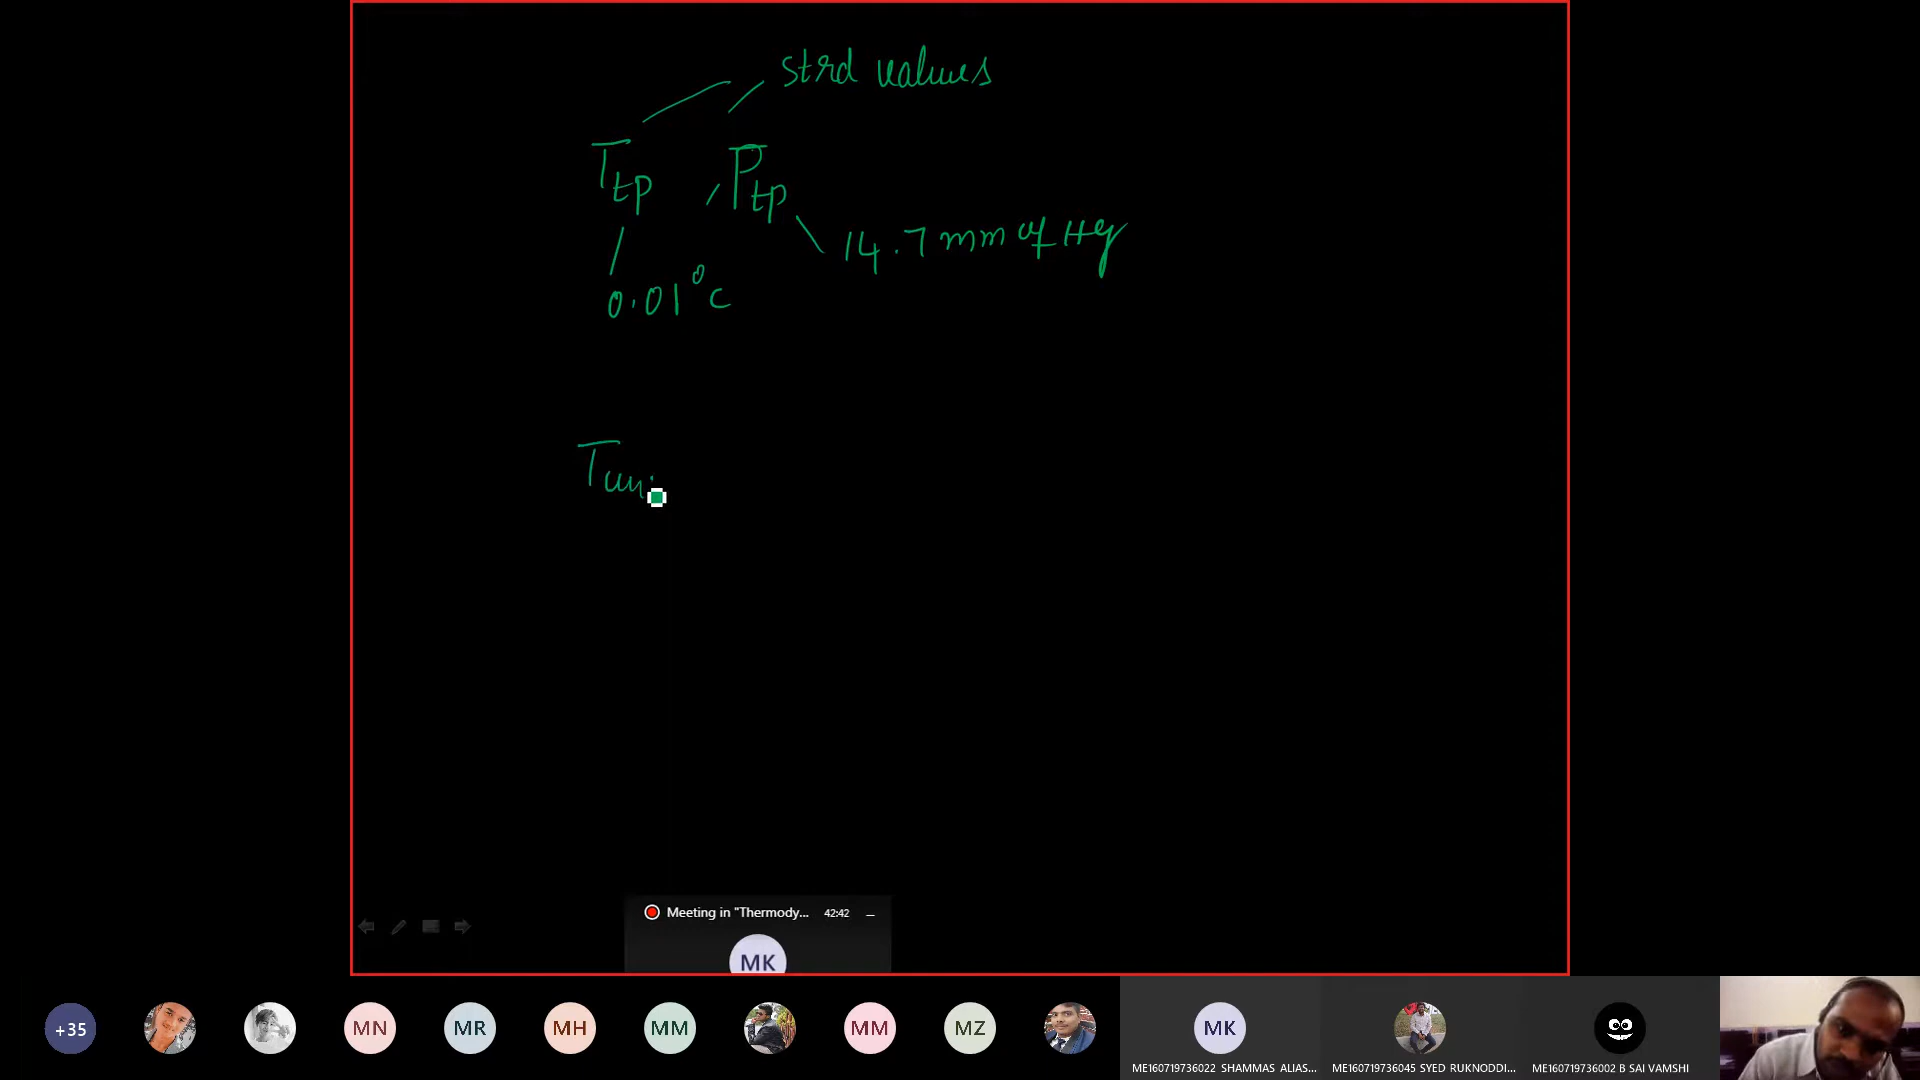 strd values
Ttp , Ptp
14.7 mm of Hg
0.01°c
Meeting in "Thermody... 42:42
MK
+35 MN MR MH MM MM MZ MK
ME160719736022 SHAMMAS ALIAS... ME160719736045 SYED RUKNODDI... ME160719736002 B SAI VAMSHI